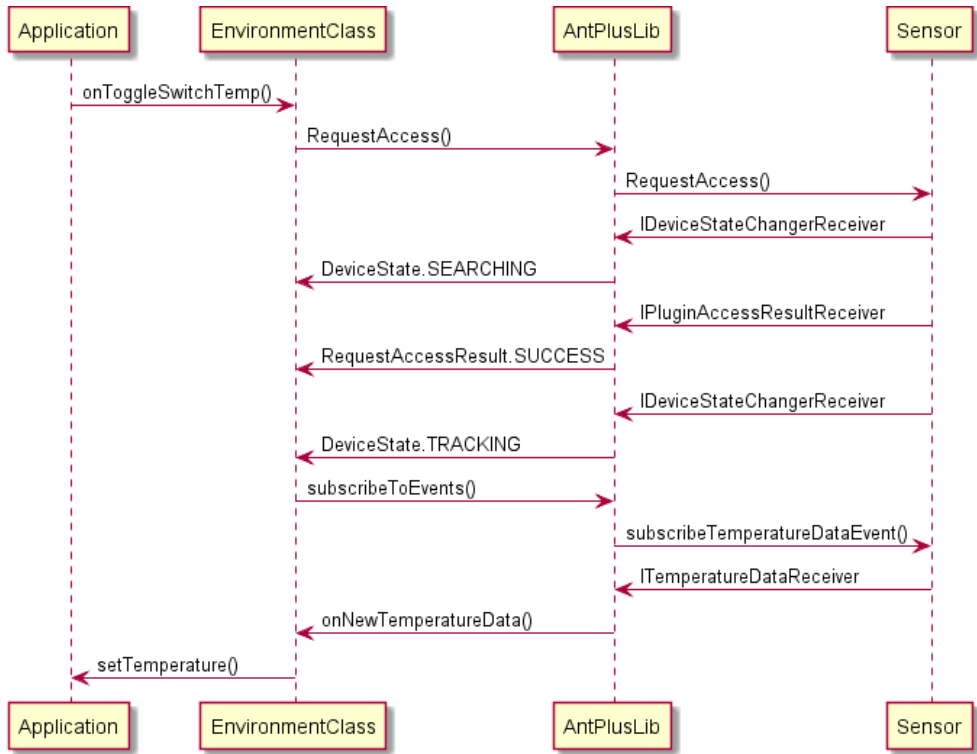 Application EnvironmentClass AntPlusLib Sensor
onToggleSwitchTemp()
RequestAccess()
RequestAccess()
IDeviceStateChangerReceiver
DeviceState.SEARCHING
IPluginAccessResultReceiver
RequestAccessResult.SUCCESS
IDeviceStateChangerReceiver
DeviceState.TRACKING
subscribeToEvents()
subscribeTemperatureDataEvent()
ITemperatureDataReceiver
onNewTemperatureData()
setTemperature()
Application EnvironmentClass AntPlusLib Sensor